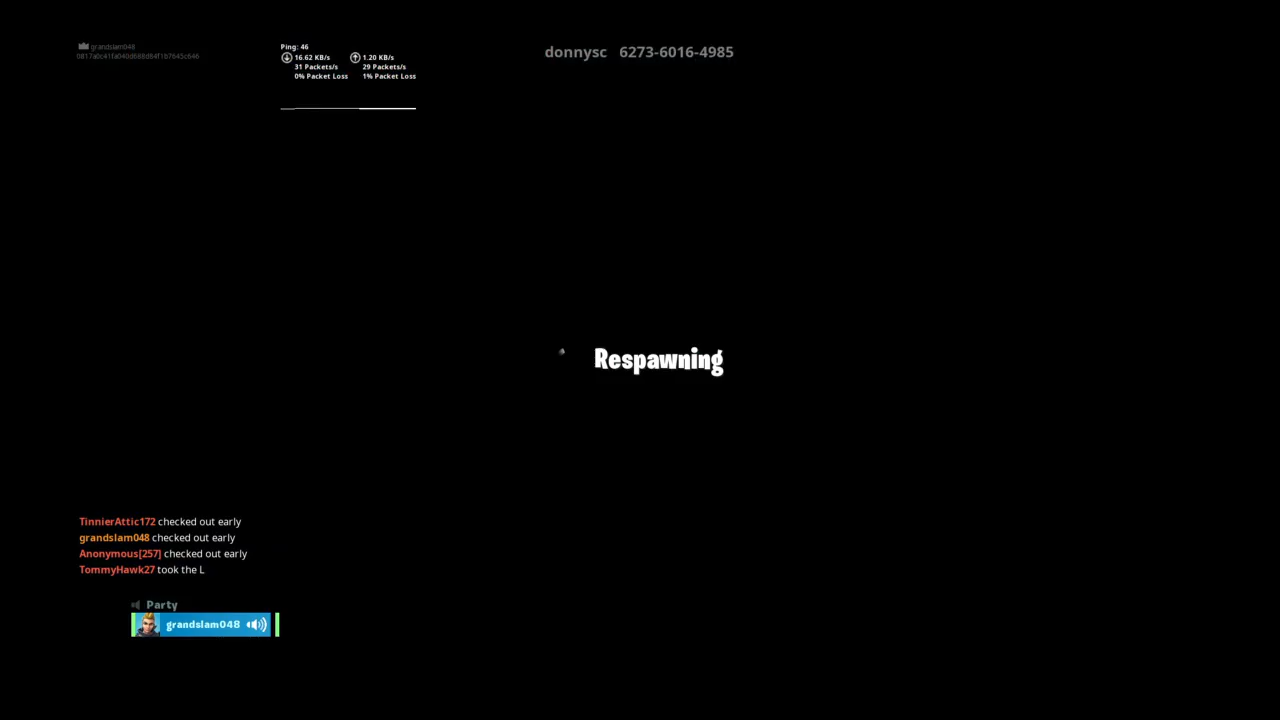 grandslam048
Ping: 46
16.62 KB/s 1.20 KB/s
31 Packets/s 29 Packets/s
0% Packet Loss 1% Packet Loss
donnysc 6273-6016-4985
Respawning
TinnierAttic172 checked out early
grandslam048 checked out early
Anonymous[257] checked out early
TommyHawk27 took the L
Party
grandslam048